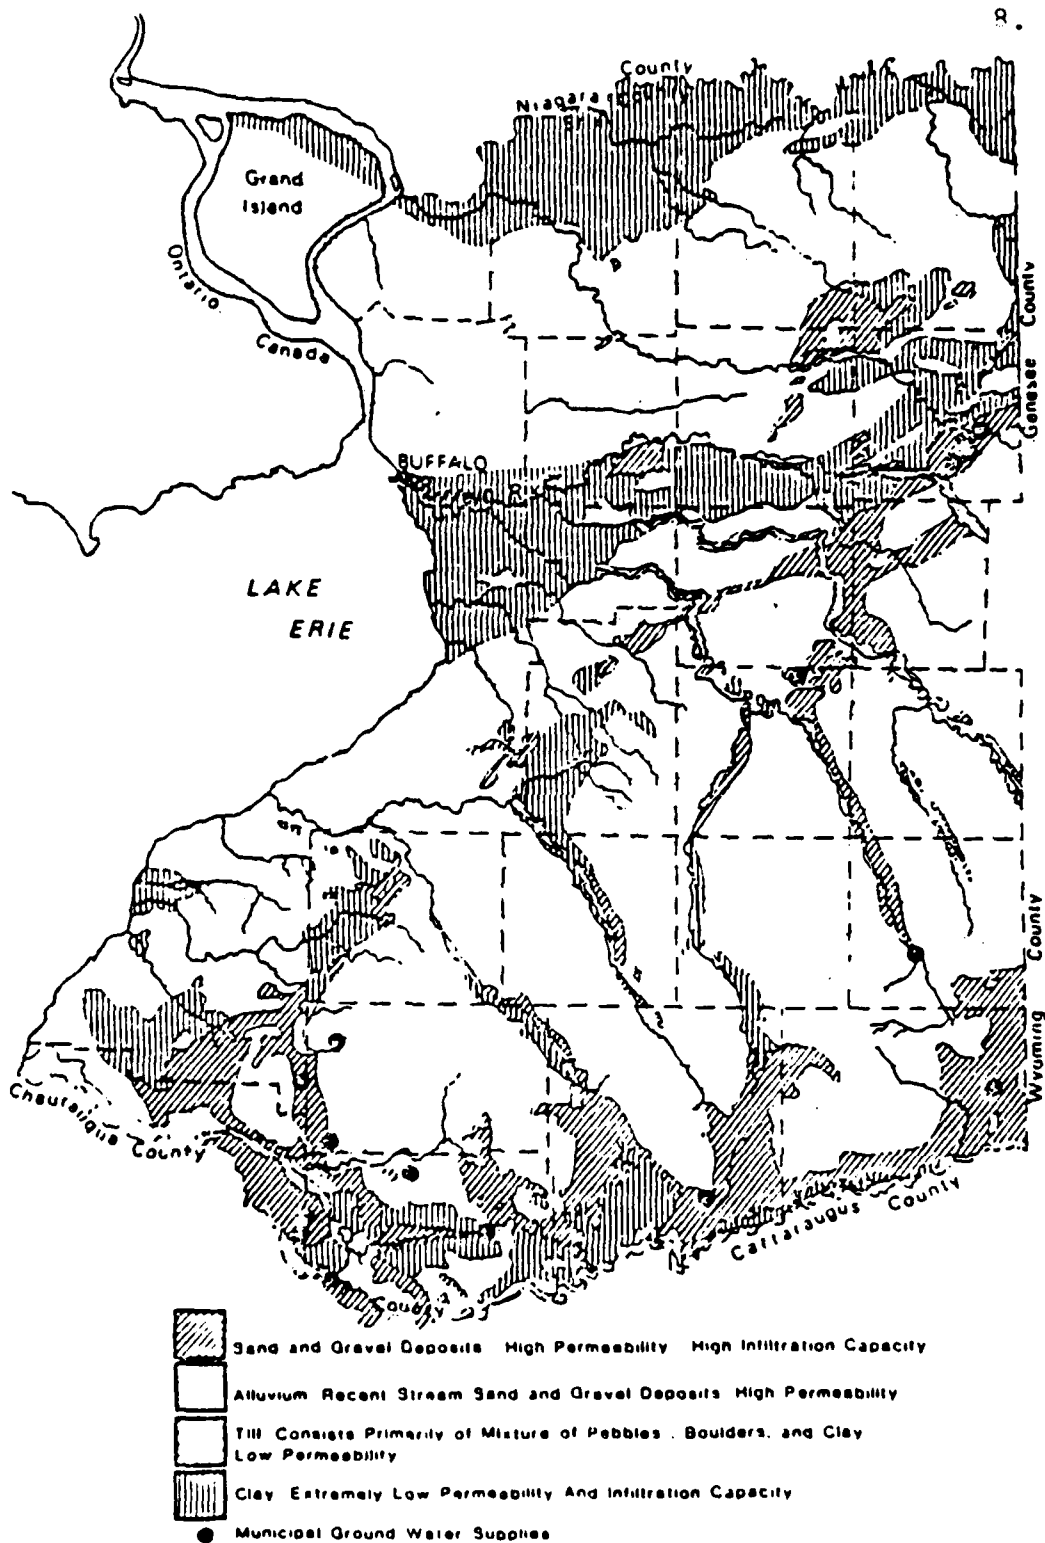 8.
County
Niagara County
Grand
Island
Ontario
Canada
Genesee County
BUFFALO
LAKE
ERIE
Wyoming County
Chautauqua County
Cattaraugus County
County
Sand and Gravel Deposits High Permeability High Infiltration Capacity
Alluvium Recent Stream Sand and Gravel Deposits High Permeability
Till Consists Primarily of Mixture of Pebbles, Boulders, and Clay
Low Permeability
Clay Extremely Low Permeability And Infiltration Capacity
Municipal Ground Water Supplies